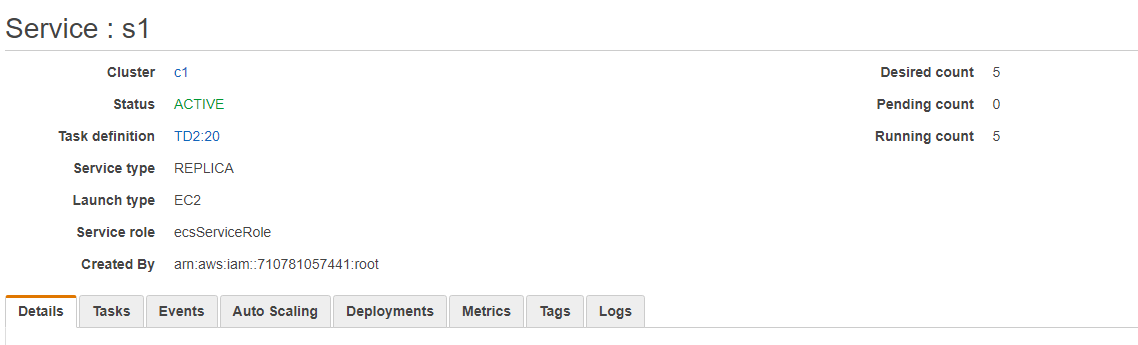 Service : s1
Cluster c1 Desired count 5
Status ACTIVE Pending count 0
Task definition TD2:20 Running count 5
Service type REPLICA
Launch type EC2
Service role ecsServiceRole
Created By arn:aws:iam::710781057441:root
Details Tasks Events Auto Scaling Deployments Metrics Tags Logs